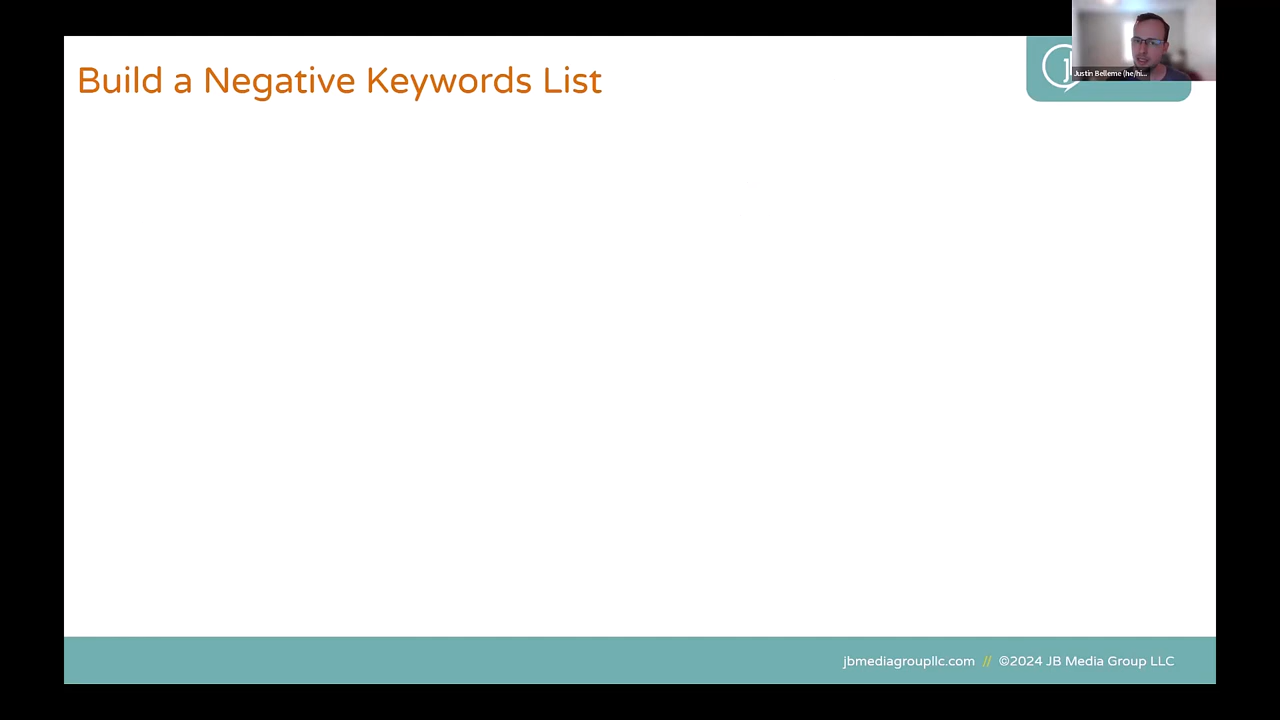 Build a Negative Keywords List
j
Justin Belleme (he/hi...
jbmediagroupllc.com // ©2024 JB Media Group LLC